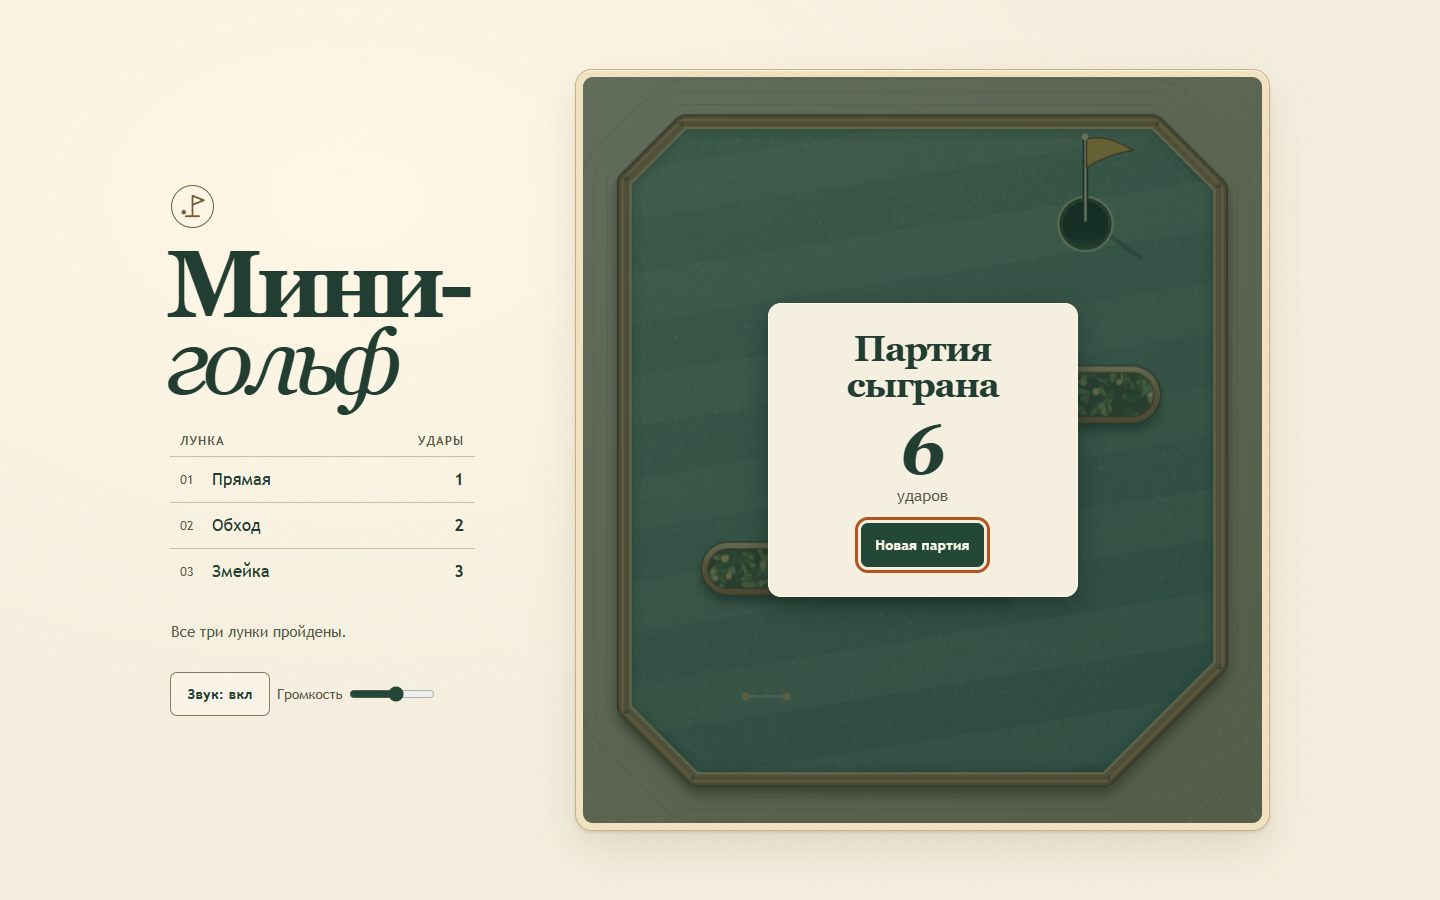 Мини-
гольф
ЛУНКА УДАРЫ
01 Прямая 1
02 Обход 2
03 Змейка 3
Все три лунки пройдены.
Звук: вкл Громкость
Партия
сыграна
6
ударов
Новая партия